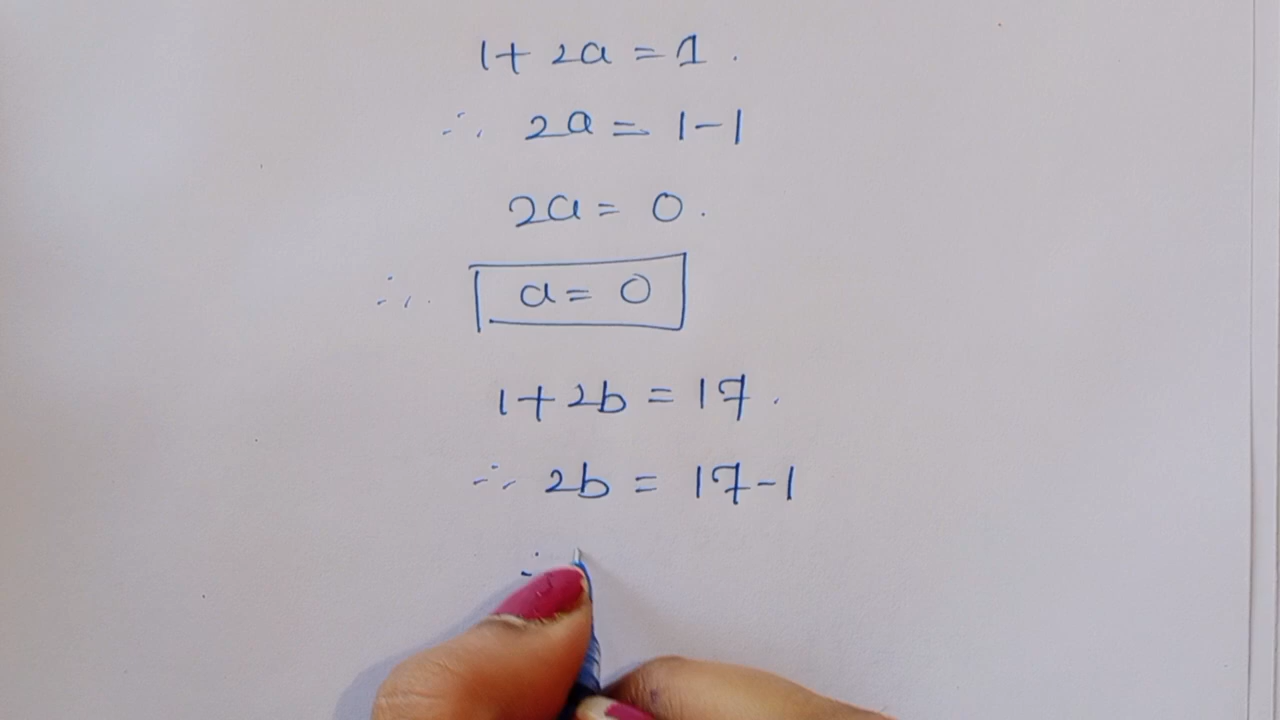 1 + 2a = 1.
∴ 2a = 1 - 1
2a = 0.
∴ a = 0
1 + 2b = 17.
∴ 2b = 17 - 1
∴